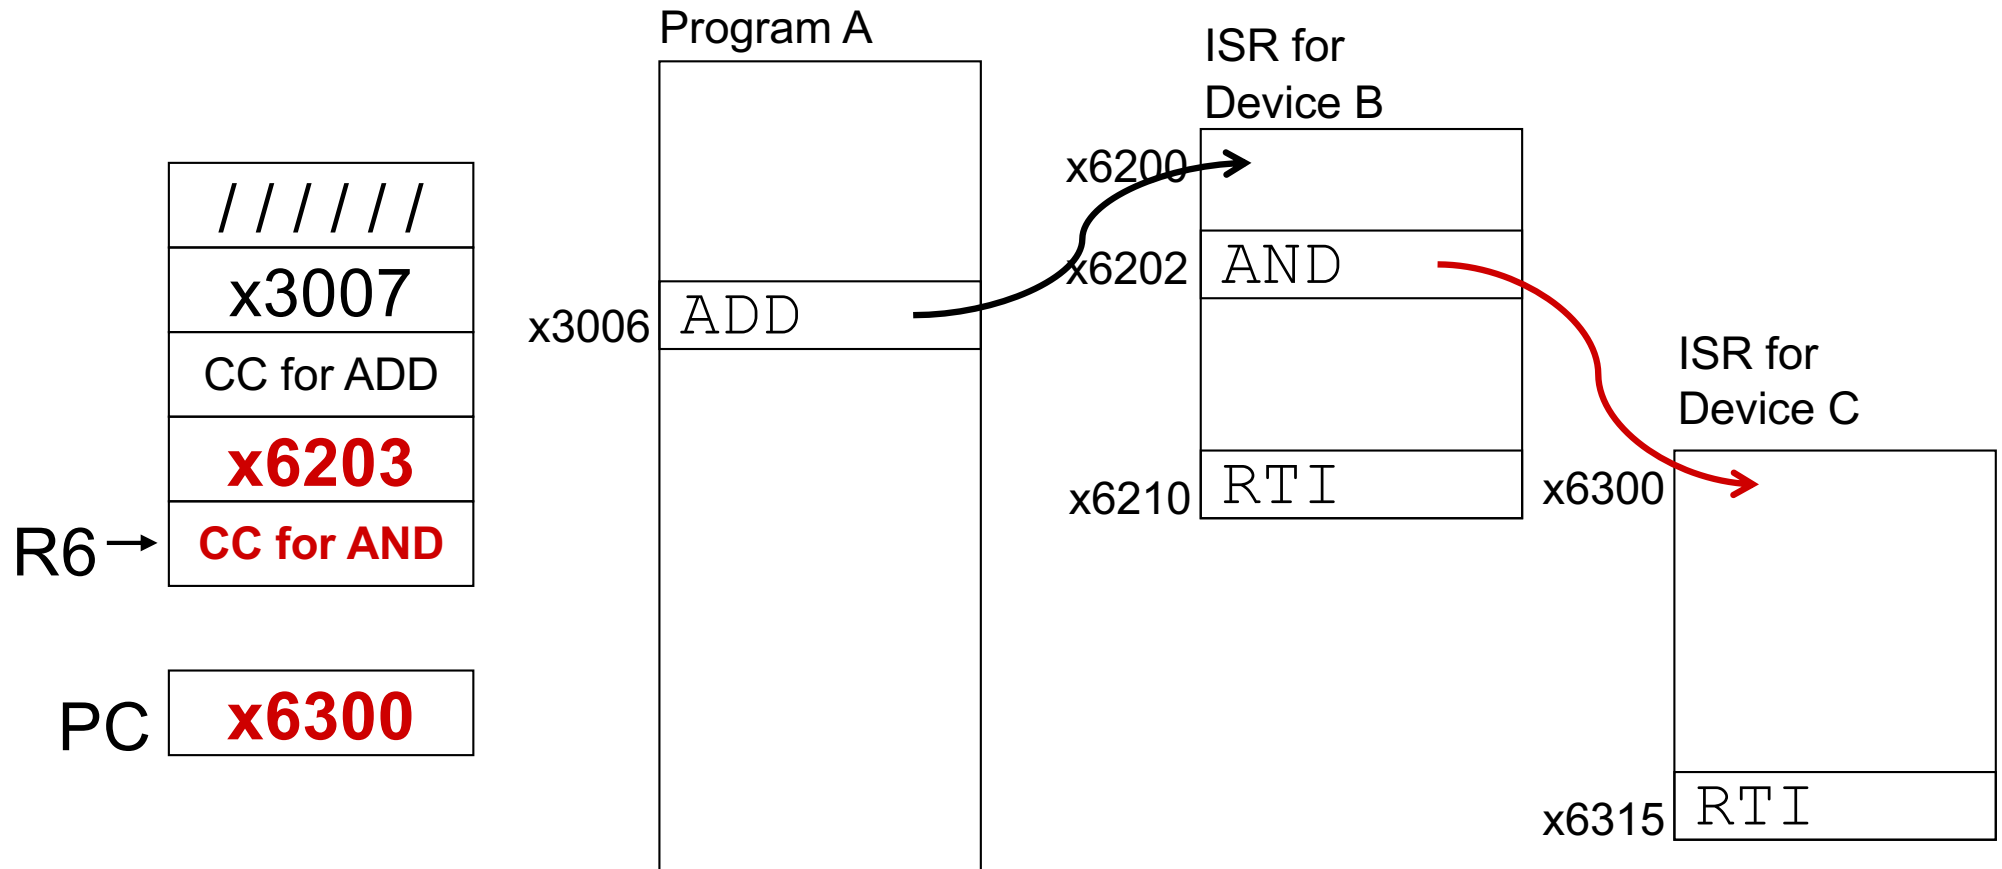 Program A
ISR for
Device B
//////
x3007
CC for ADD
x6203
R6
CC for AND
PC
x6300
x3006
ADD
x6200
x6202
AND
x6210
RTI
ISR for
Device C
x6300
x6315
RTI